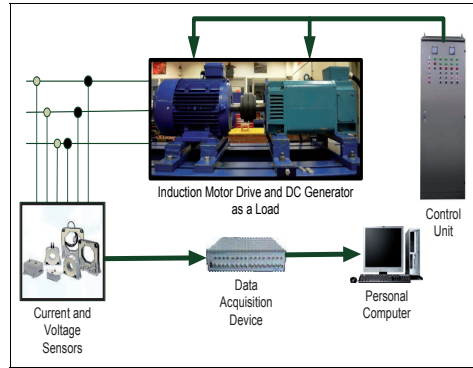 Induction Motor Drive and DC Generator
as a Load
Control
Unit
Data
Acquisition
Device
Personal
Computer
Current and
Voltage
Sensors